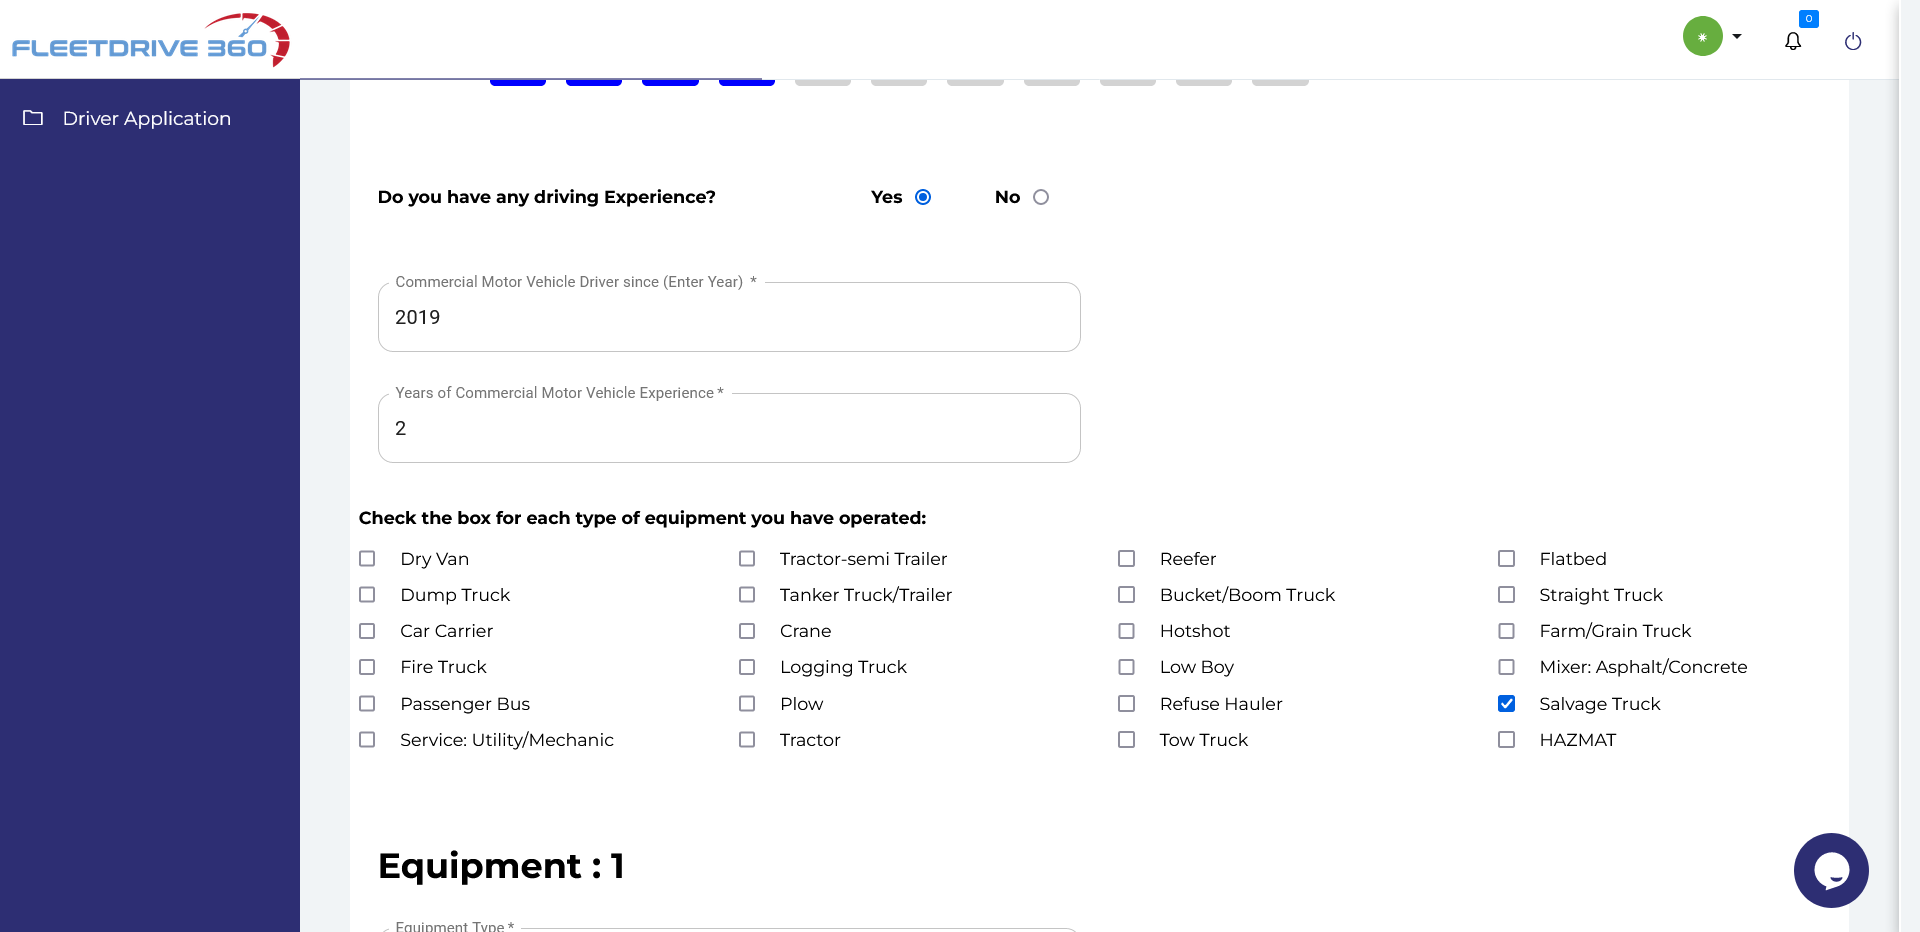 FLEETDRIVE 360
0
Driver Application
Do you have any driving Experience? Yes No
Commercial Motor Vehicle Driver since (Enter Year) *
2019
Years of Commercial Motor Vehicle Experience *
2
Check the box for each type of equipment you have operated:
Dry Van Tractor-semi Trailer Reefer Flatbed
Dump Truck Tanker Truck/Trailer Bucket/Boom Truck Straight Truck
Car Carrier Crane Hotshot Farm/Grain Truck
Fire Truck Logging Truck Low Boy Mixer: Asphalt/Concrete
Passenger Bus Plow Refuse Hauler Salvage Truck
Service: Utility/Mechanic Tractor Tow Truck HAZMAT
Equipment : 1
Equipment Type *